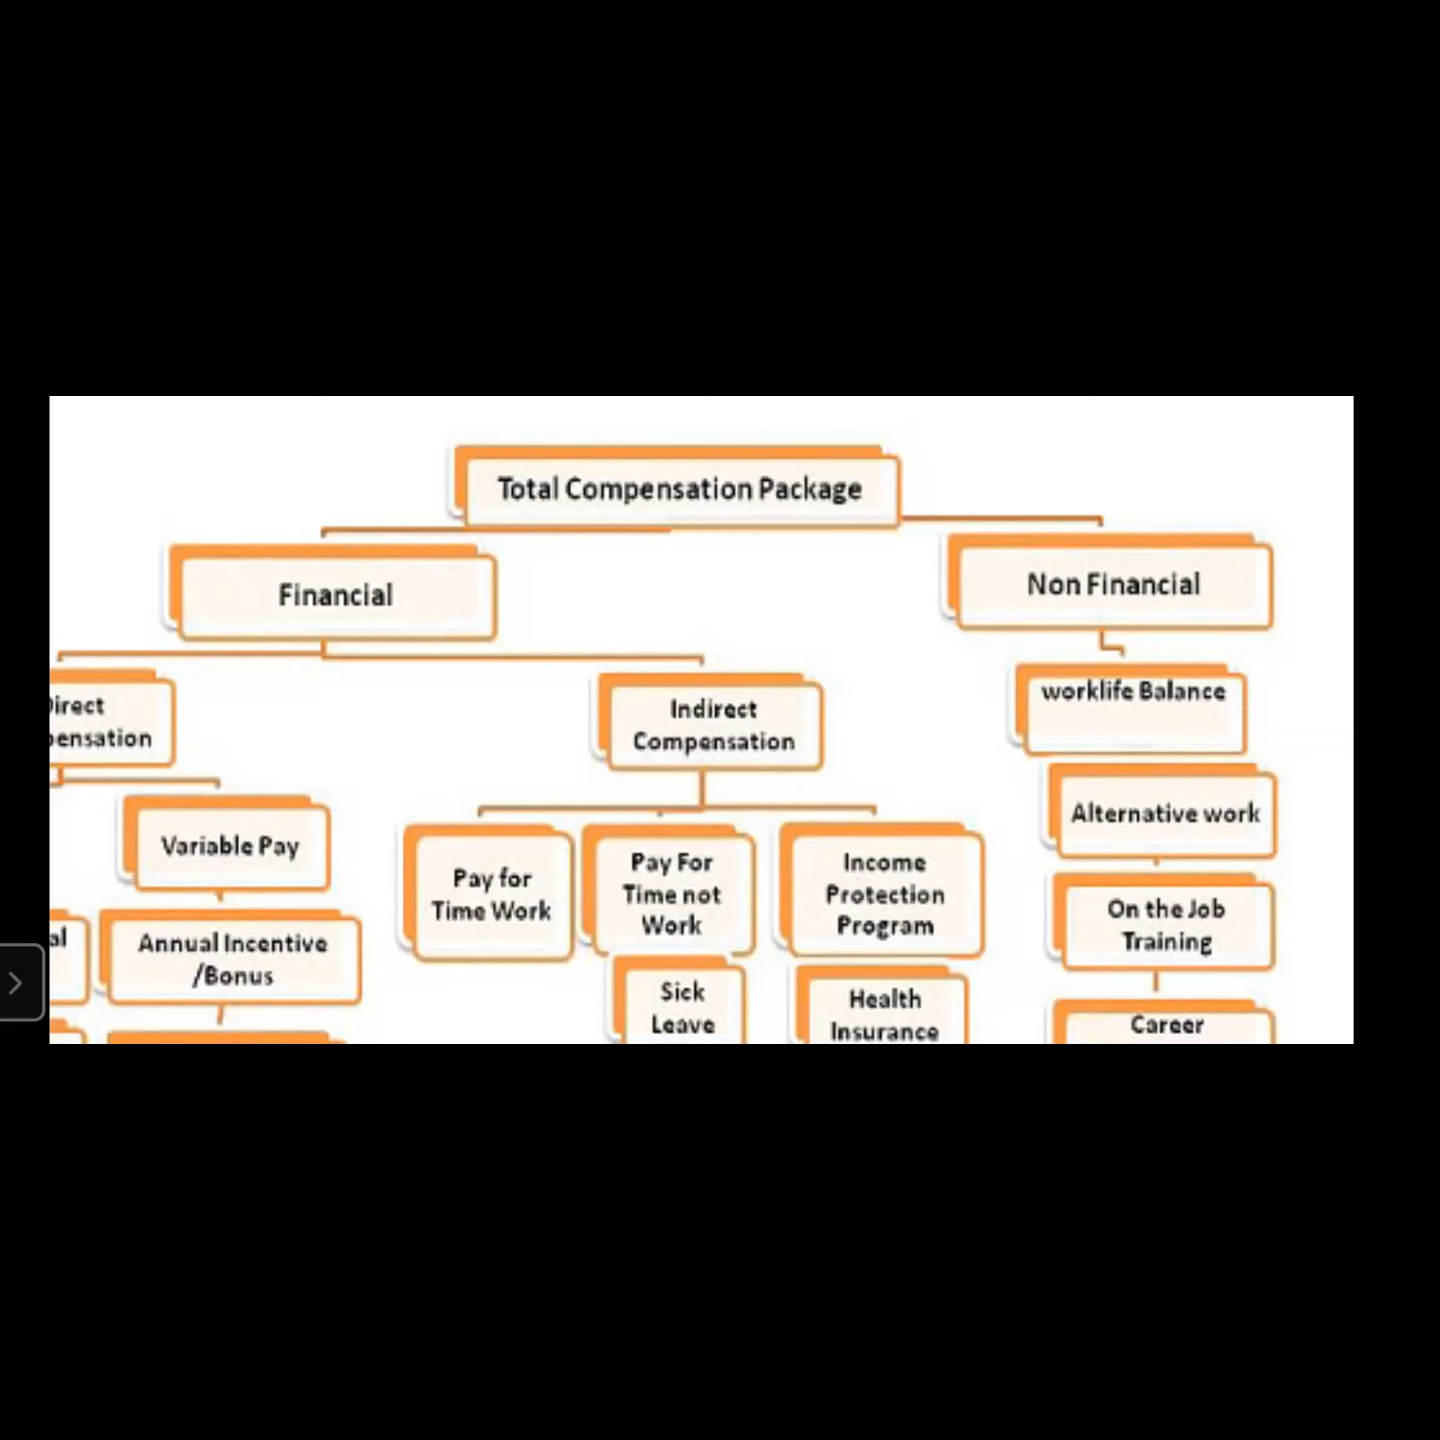 Total Compensation Package
Financial
Non Financial
Indirect
Compensation
worklife Balance
Variable Pay
Pay for
Time Work
Pay For
Time not
Work
Income
Protection
Program
Alternative work
Annual Incentive
/Bonus
On the Job
Training
Sick
Leave
Health
Insurance
Career